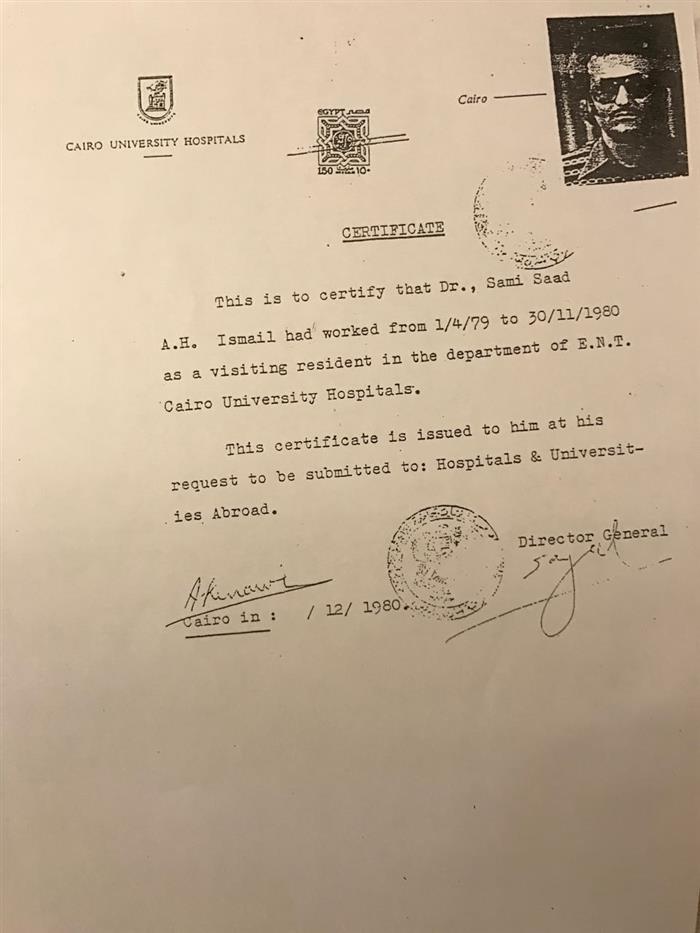 Cairo
CAIRO UNIVERSITY HOSPITALS
EGYPT مصر
CERTIFICATE
This is to certify that Dr., Sami Saad
A.H. Ismail had worked from 1/4/79 to 30/11/1980
as a visiting resident in the department of E.N.T.
Cairo University Hospitals.
This certificate is issued to him at his
request to be submitted to: Hospitals & Universit-
ies Abroad.
Director General
Cairo in : / 12/ 1980.